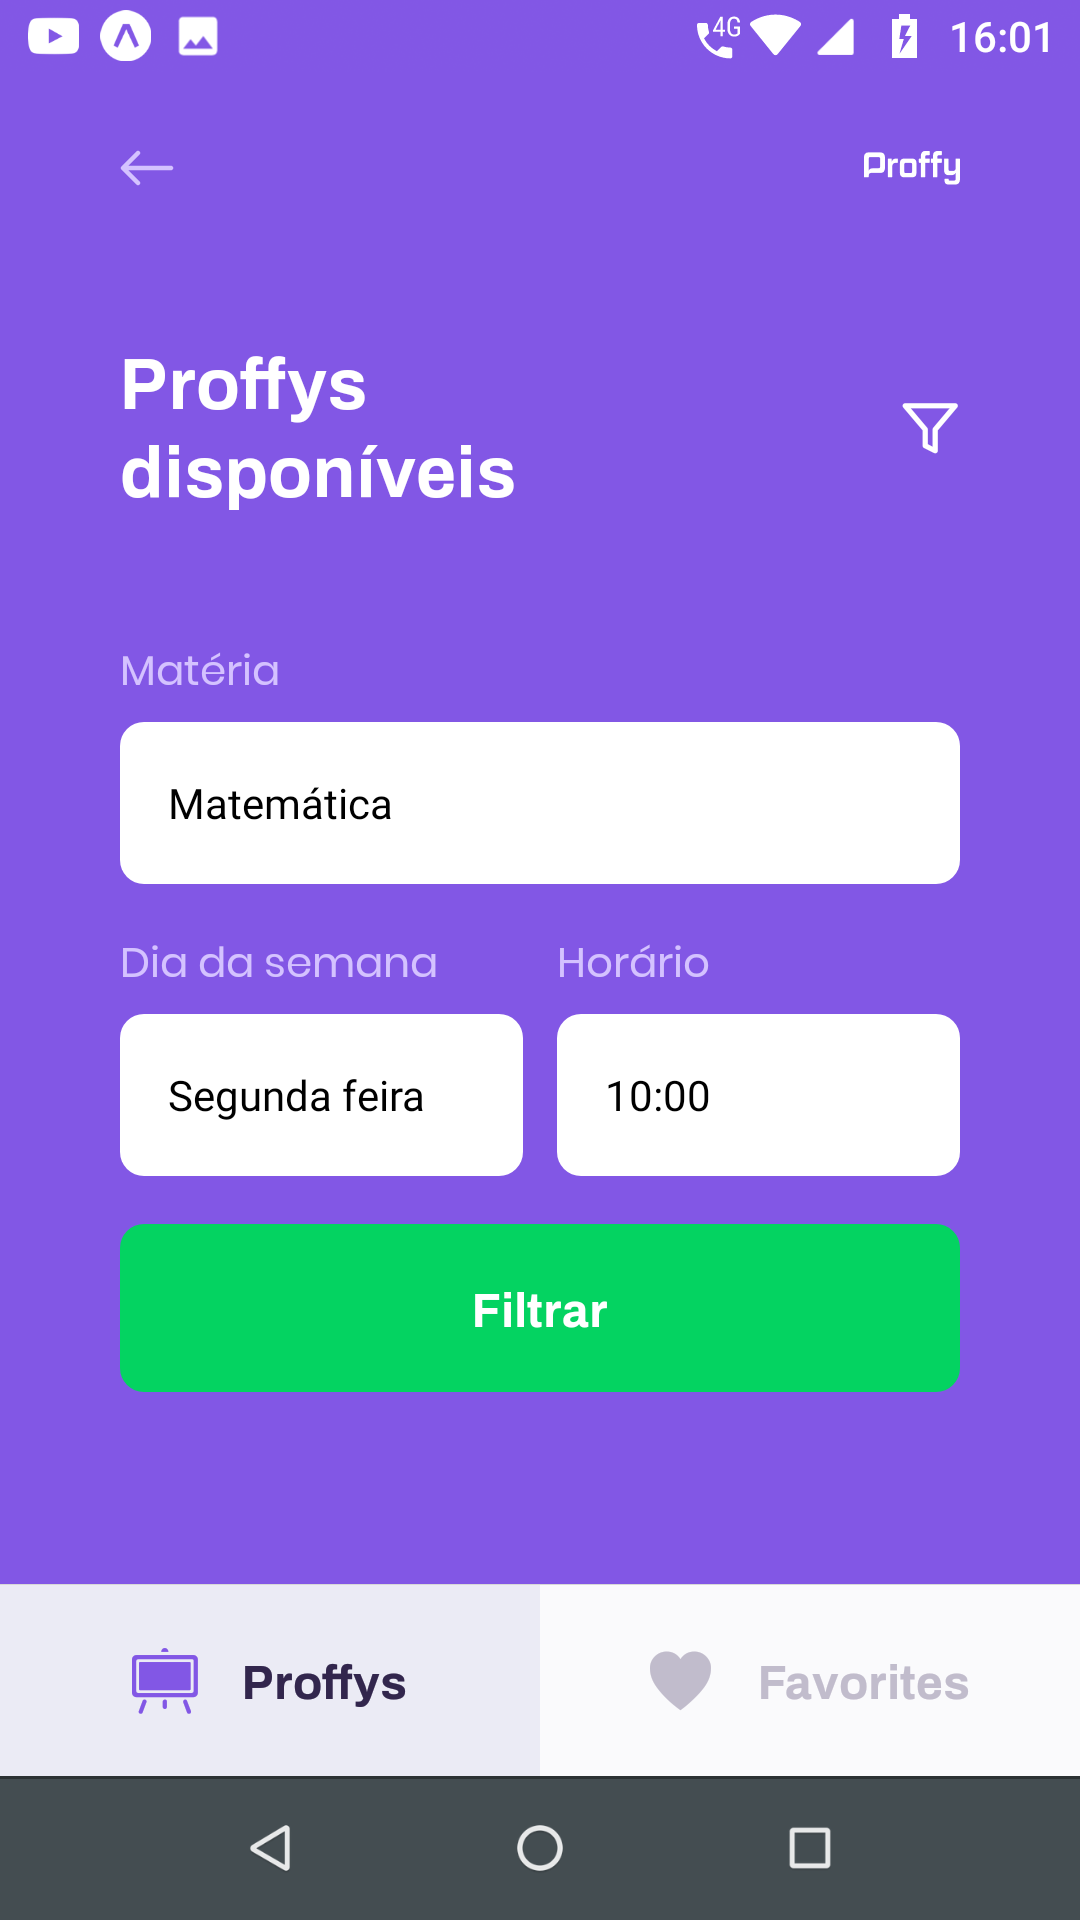 4G 16:01
Proffy
Proffys
disponíveis
Matéria
Matemática
Dia da semana Horário
Segunda feira 10:00
Filtrar
Proffys Favorites